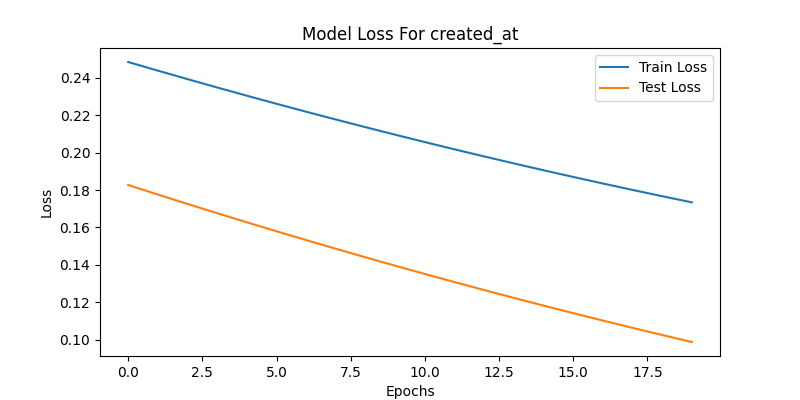 Model Loss For created_at
Train Loss
Test Loss
0.24
0.22
0.20
0.18
0.16
0.14
0.12
0.10
Loss
0.0 2.5 5.0 7.5 10.0 12.5 15.0 17.5
Epochs